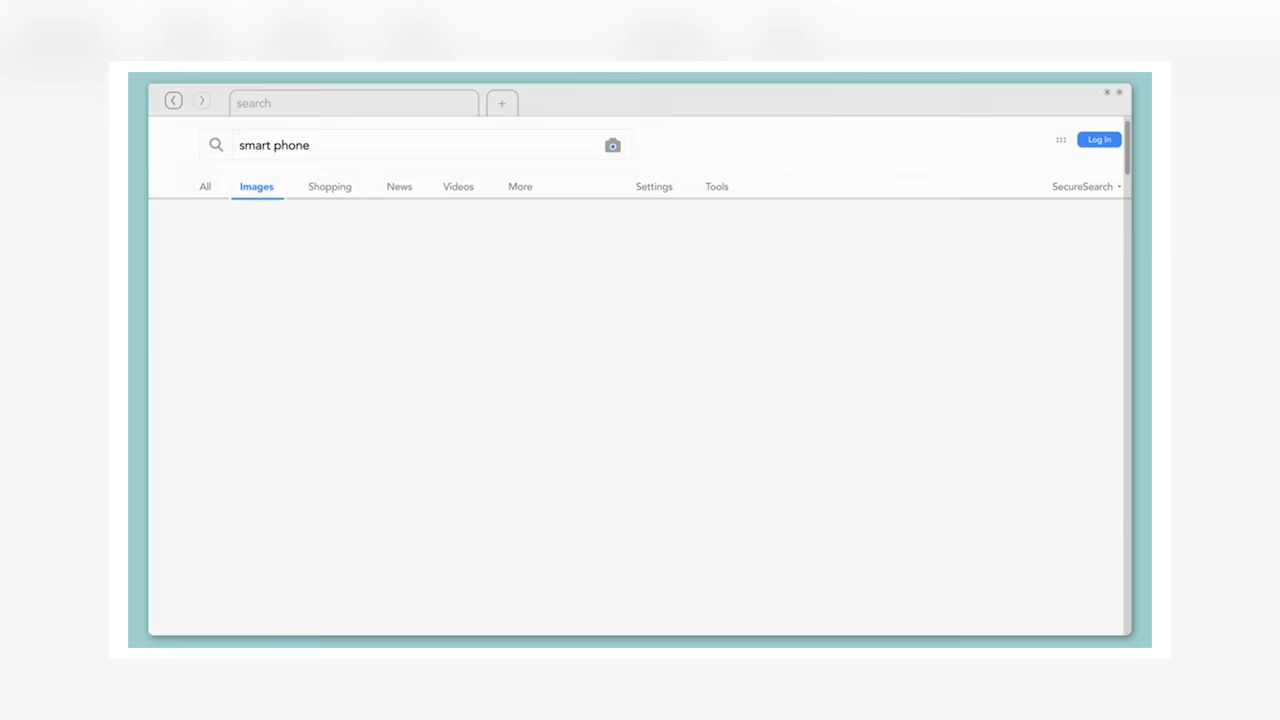 search
+
smart phone
Log In
All Images Shopping News Videos More Settings Tools SecureSearch